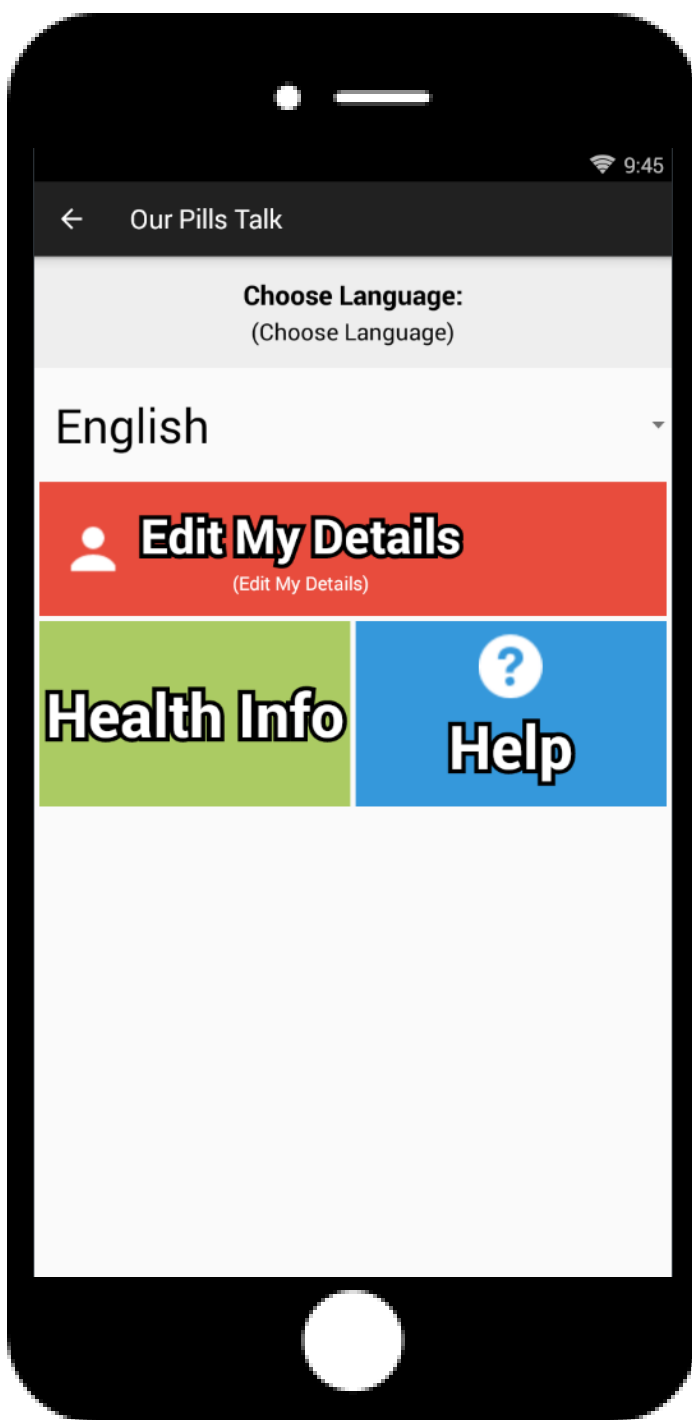 9:45
Our Pills Talk
Choose Language:
(Choose Language)
English
Edit My Details
(Edit My Details)
Health Info
?
Help